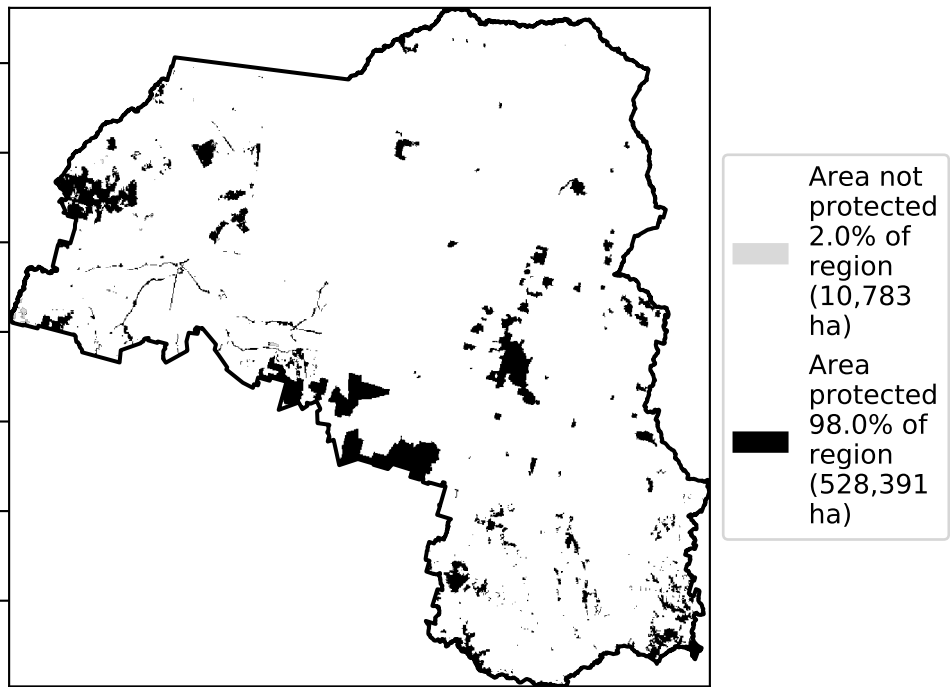 Area not
protected
2.0% of
region
(10,783
ha)
Area
protected
98.0% of
region
(528,391
ha)